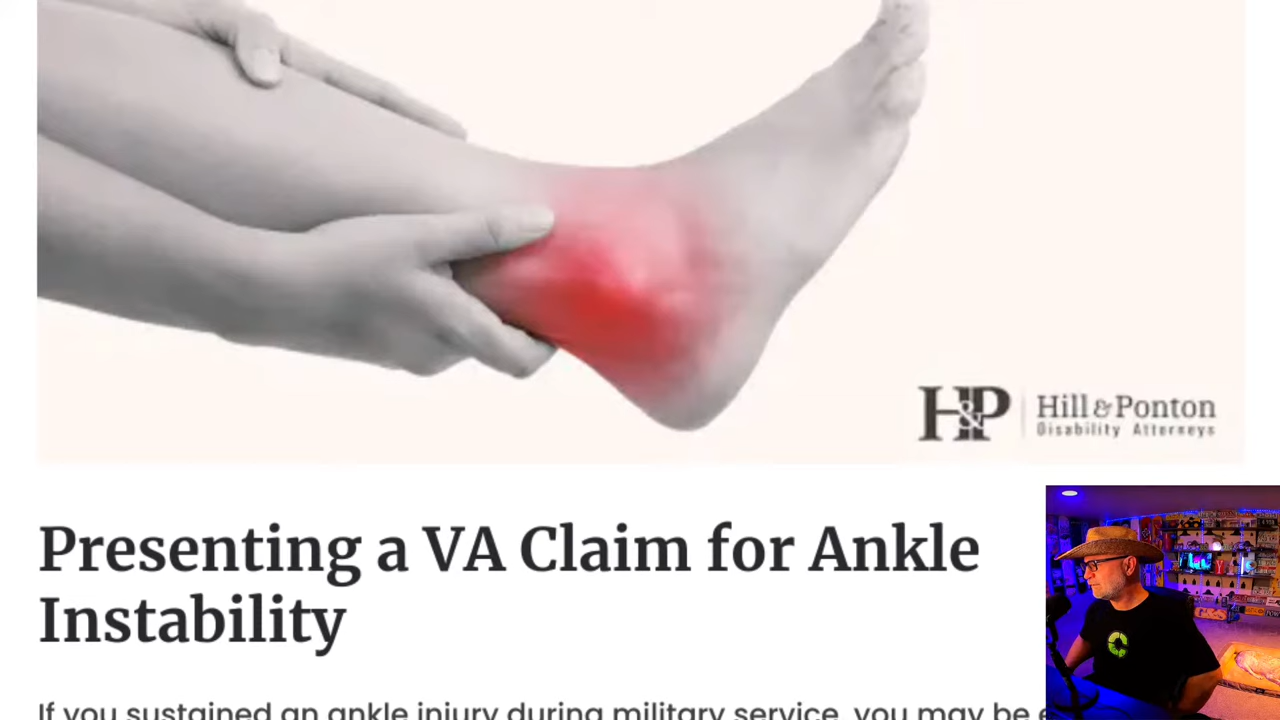 H&P
Hill & Ponton
Disability Attorneys
Presenting a VA Claim for Ankle
Instability
If you sustained an ankle injury during military service, you may be